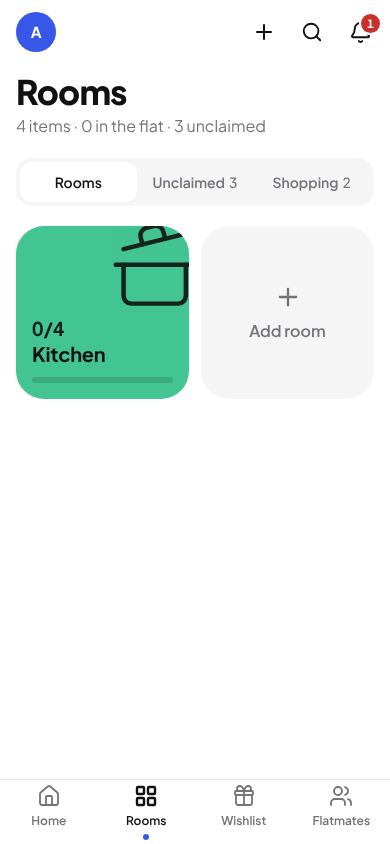 A
1
Rooms
4 items · 0 in the flat · 3 unclaimed
Rooms
Unclaimed 3
Shopping 2
0/4
Kitchen
Add room
Home
Rooms
Wishlist
Flatmates